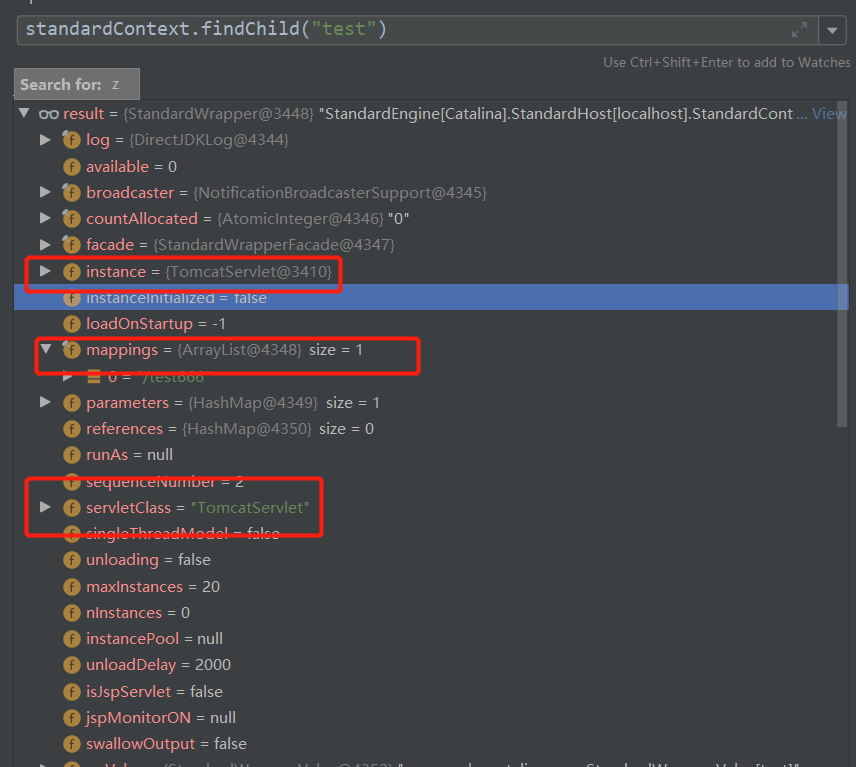 standardContext.findChild("test")
Use Ctrl+Shift+Enter to add to Watches
Search for: z
result = {StandardWrapper@3448} "StandardEngine[Catalina].StandardHost[localhost].StandardCont ... View
f log = {DirectJDKLog@4344}
f available = 0
f broadcaster = {NotificationBroadcasterSupport@4345}
f countAllocated = {AtomicInteger@4346} "0"
f facade = {StandardWrapperFacade@4347}
f instance = {TomcatServlet@3410}
f instanceInitialized = false
f loadOnStartup = -1
f mappings = {ArrayList@4348} size = 1
0 = "/test666"
f parameters = {HashMap@4349} size = 1
f references = {HashMap@4350} size = 0
f runAs = null
f sequenceNumber = 2
f servletClass = "TomcatServlet"
f singleThreadModel = false
f unloading = false
f maxInstances = 20
f nInstances = 0
f instancePool = null
f unloadDelay = 2000
f isJspServlet = false
f jspMonitorON = null
f swallowOutput = false